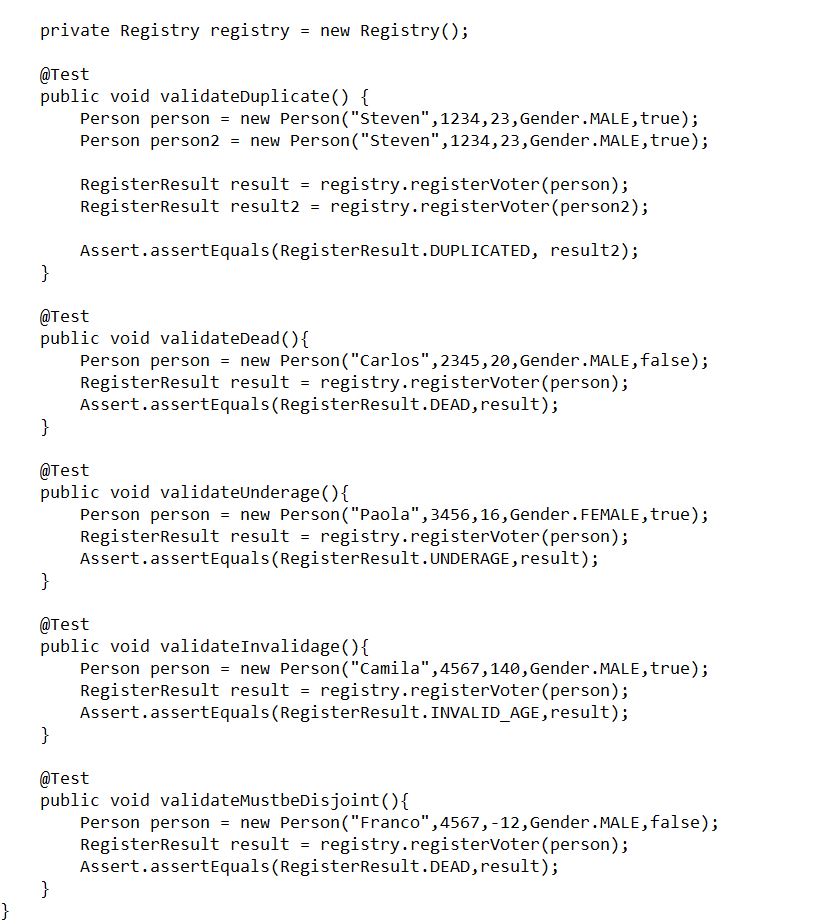 private Registry registry = new Registry();
@Test
public void validateDuplicate() {
Person person = new Person("Steven",1234,23,Gender.MALE,true);
Person person2 = new Person("Steven",1234,23,Gender.MALE,true);
RegisterResult result = registry.registerVoter(person);
RegisterResult result2 = registry.registerVoter(person2);
Assert.assertEquals(RegisterResult.DUPLICATED, result2);
}
@Test
public void validateDead(){
Person person = new Person("Carlos",2345,20,Gender.MALE,false);
RegisterResult result = registry.registerVoter(person);
Assert.assertEquals(RegisterResult.DEAD,result);
}
@Test
public void validateUnderage(){
Person person = new Person("Paola",3456,16,Gender.FEMALE,true);
RegisterResult result = registry.registerVoter(person);
Assert.assertEquals(RegisterResult.UNDERAGE,result);
}
@Test
public void validateInvalidage(){
Person person = new Person("Camila",4567,140,Gender.MALE,true);
RegisterResult result = registry.registerVoter(person);
Assert.assertEquals(RegisterResult.INVALID_AGE,result);
}
@Test
public void validateMustbeDisjoint(){
Person person = new Person("Franco",4567,-12,Gender.MALE,false);
RegisterResult result = registry.registerVoter(person);
Assert.assertEquals(RegisterResult.DEAD,result);
}
}